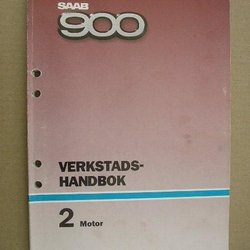 SAAB
900
VERKSTADS-
HANDBOK
2 Motor